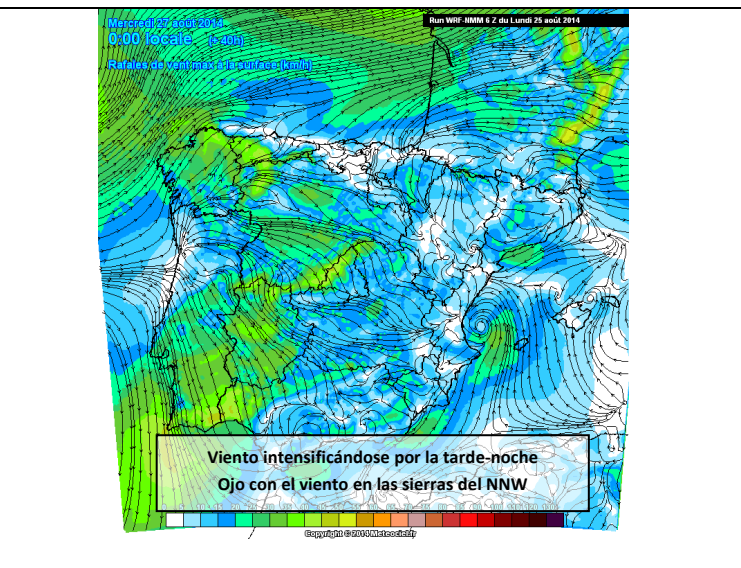 Mercredi 27 août 2014
0:00 locale (+ 40h)
Rafales de vent max à la surface (km/h)
Run WRF-NMM 6 Z du Lundi 25 août 2014
Viento intensificándose por la tarde-noche
Ojo con el viento en las sierras del NNW
Copyright © 2014 Meteociel.fr